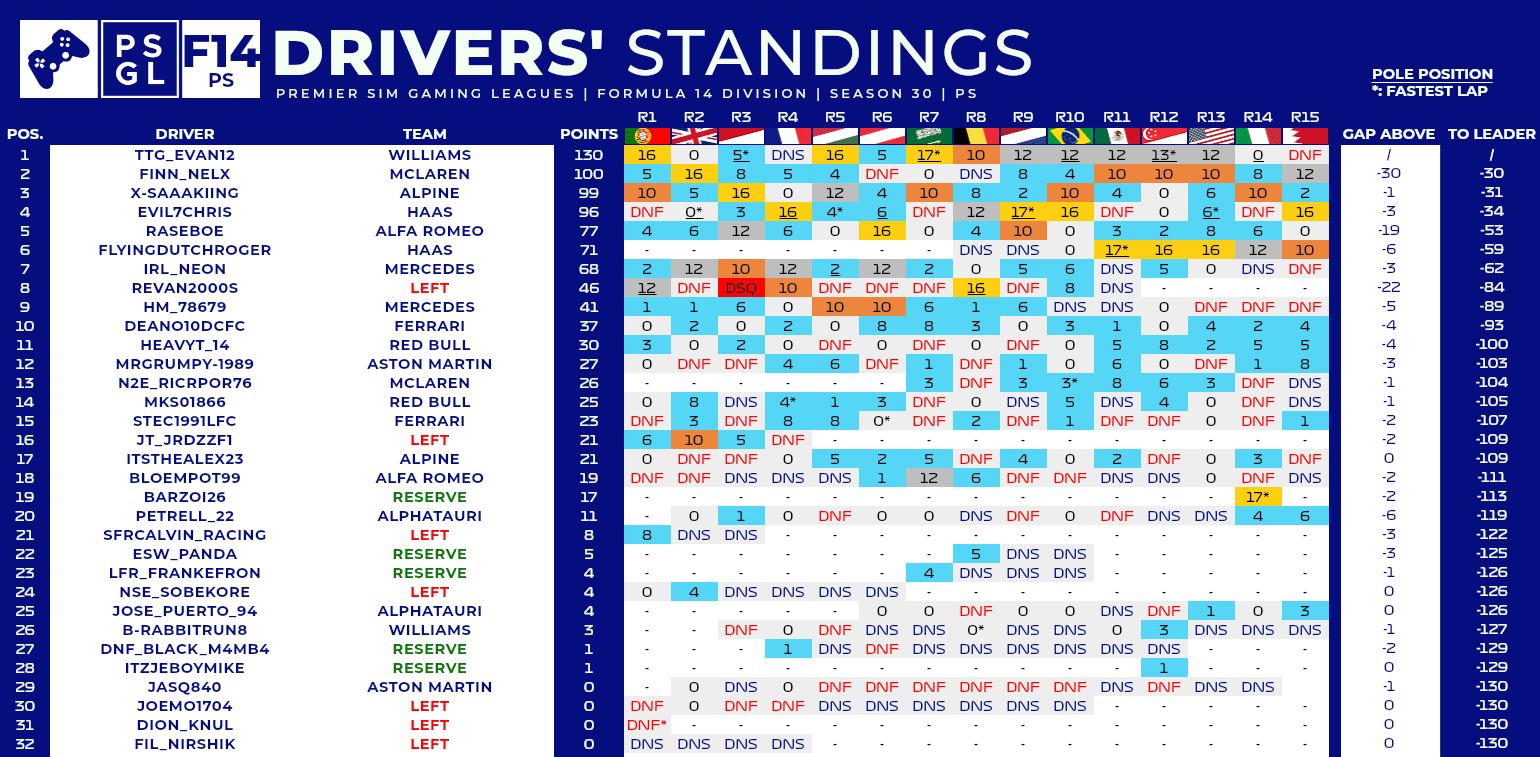 PS
GL
F14
PS
DRIVERS' STANDINGS
PREMIER SIM GAMING LEAGUES | FORMULA 14 DIVISION | SEASON 30 | PS
POLE POSITION
*: FASTEST LAP
POS. DRIVER TEAM POINTS R1 R2 R3 R4 R5 R6 R7 R8 R9 R10 R11 R12 R13 R14 R15 GAP ABOVE TO LEADER
1 TTG_EVAN12 WILLIAMS 130 16 0 5* DNS 16 5 17* 10 12 12 12 13* 12 0 DNF / /
2 FINN_NELX MCLAREN 100 5 16 8 5 4 DNF 0 DNS 8 4 10 10 10 8 12 -30 -30
3 X-SAAAKIING ALPINE 99 10 5 16 0 12 4 10 8 2 10 4 0 6 10 2 -1 -31
4 EVIL7CHRIS HAAS 96 DNF 0* 3 16 4* 6 DNF 12 17* 16 DNF 0 6* DNF 16 -3 -34
5 RASEBOE ALFA ROMEO 77 4 6 12 6 0 16 0 4 10 0 3 2 8 6 0 -19 -53
6 FLYINGDUTCHROGER HAAS 71 - - - - - - - DNS DNS 0 17* 16 16 12 10 -6 -59
7 IRL_NEON MERCEDES 68 2 12 10 12 2 12 2 0 5 6 DNS 5 0 DNS DNF -3 -62
8 REVAN2000S LEFT 46 12 DNF DSQ 10 DNF DNF DNF 16 DNF 8 DNS - - - - -22 -84
9 HM_78679 MERCEDES 41 1 1 6 0 10 10 6 1 6 DNS DNS 0 DNF DNF DNF -5 -89
10 DEANO10DCFC FERRARI 37 0 2 0 2 0 8 8 3 0 3 1 0 4 2 4 -4 -93
11 HEAVYT_14 RED BULL 30 3 0 2 0 DNF 0 DNF 0 DNF 0 5 8 2 5 5 -4 -100
12 MRGRUMPY-1989 ASTON MARTIN 27 0 DNF DNF 4 6 DNF 1 DNF 1 0 6 0 DNF 1 8 -3 -103
13 N2E_RICRPOR76 MCLAREN 26 - - - - - - 3 DNF 3 3* 8 6 3 DNF DNS -1 -104
14 MKS01866 RED BULL 25 0 8 DNS 4* 1 3 DNF 0 DNS 5 DNS 4 0 DNF DNS -1 -105
15 STEC1991LFC FERRARI 23 DNF 3 DNF 8 8 0* DNF 2 DNF 1 DNF DNF 0 DNF 1 -2 -107
16 JT_JRDZZF1 LEFT 21 6 10 5 DNF - - - - - - - - - - - -2 -109
17 ITSTHEALEX23 ALPINE 21 0 DNF DNF 0 5 2 5 DNF 4 0 2 DNF 0 3 DNF 0 -109
18 BLOEMPOT99 ALFA ROMEO 19 DNF DNF DNS DNS DNS 1 12 6 DNF DNF DNS DNS 0 DNF DNS -2 -111
19 BARZOI26 RESERVE 17 - - - - - - - - - - - - - 17* - -2 -113
20 PETRELL_22 ALPHATAURI 11 - 0 1 0 DNF 0 0 DNS DNF 0 DNF DNS DNS 4 6 -6 -119
21 SFRCALVIN_RACING LEFT 8 8 DNS DNS - - - - - - - - - - - - -3 -122
22 ESW_PANDA RESERVE 5 - - - - - - - 5 DNS DNS - - - - - -3 -125
23 LFR_FRANKEFRON RESERVE 4 - - - - - - 4 DNS DNS DNS - - - - - -1 -126
24 NSE_SOBEKORE LEFT 4 0 4 DNS DNS DNS DNS - - - - - - - - - 0 -126
25 JOSE_PUERTO_94 ALPHATAURI 4 - - - - - 0 0 DNF 0 0 DNS DNF 1 0 3 0 -126
26 B-RABBITRUN8 WILLIAMS 3 - - DNF 0 DNF DNS DNS 0* DNS DNS 0 3 DNS DNS DNS -1 -127
27 DNF_BLACK_M4MB4 RESERVE 1 - - - 1 DNS DNF DNS DNS DNS DNS DNS DNS - - - -2 -129
28 ITZJEBOYMIKE RESERVE 1 - - - - - - - - - - - 1 - - - 0 -129
29 JASQ840 ASTON MARTIN 0 - 0 DNS 0 DNF DNF DNF DNF DNF DNF DNS DNF DNS DNS -1 -130
30 JOEMO1704 LEFT 0 DNF 0 DNF DNF DNS DNS DNS DNS DNS DNS - - - - - 0 -130
31 DION_KNUL LEFT 0 DNF* - - - - - - - - - - - - - - 0 -130
32 FIL_NIRSHIK LEFT 0 DNS DNS DNS DNS - - - - - - - - - - - 0 -130